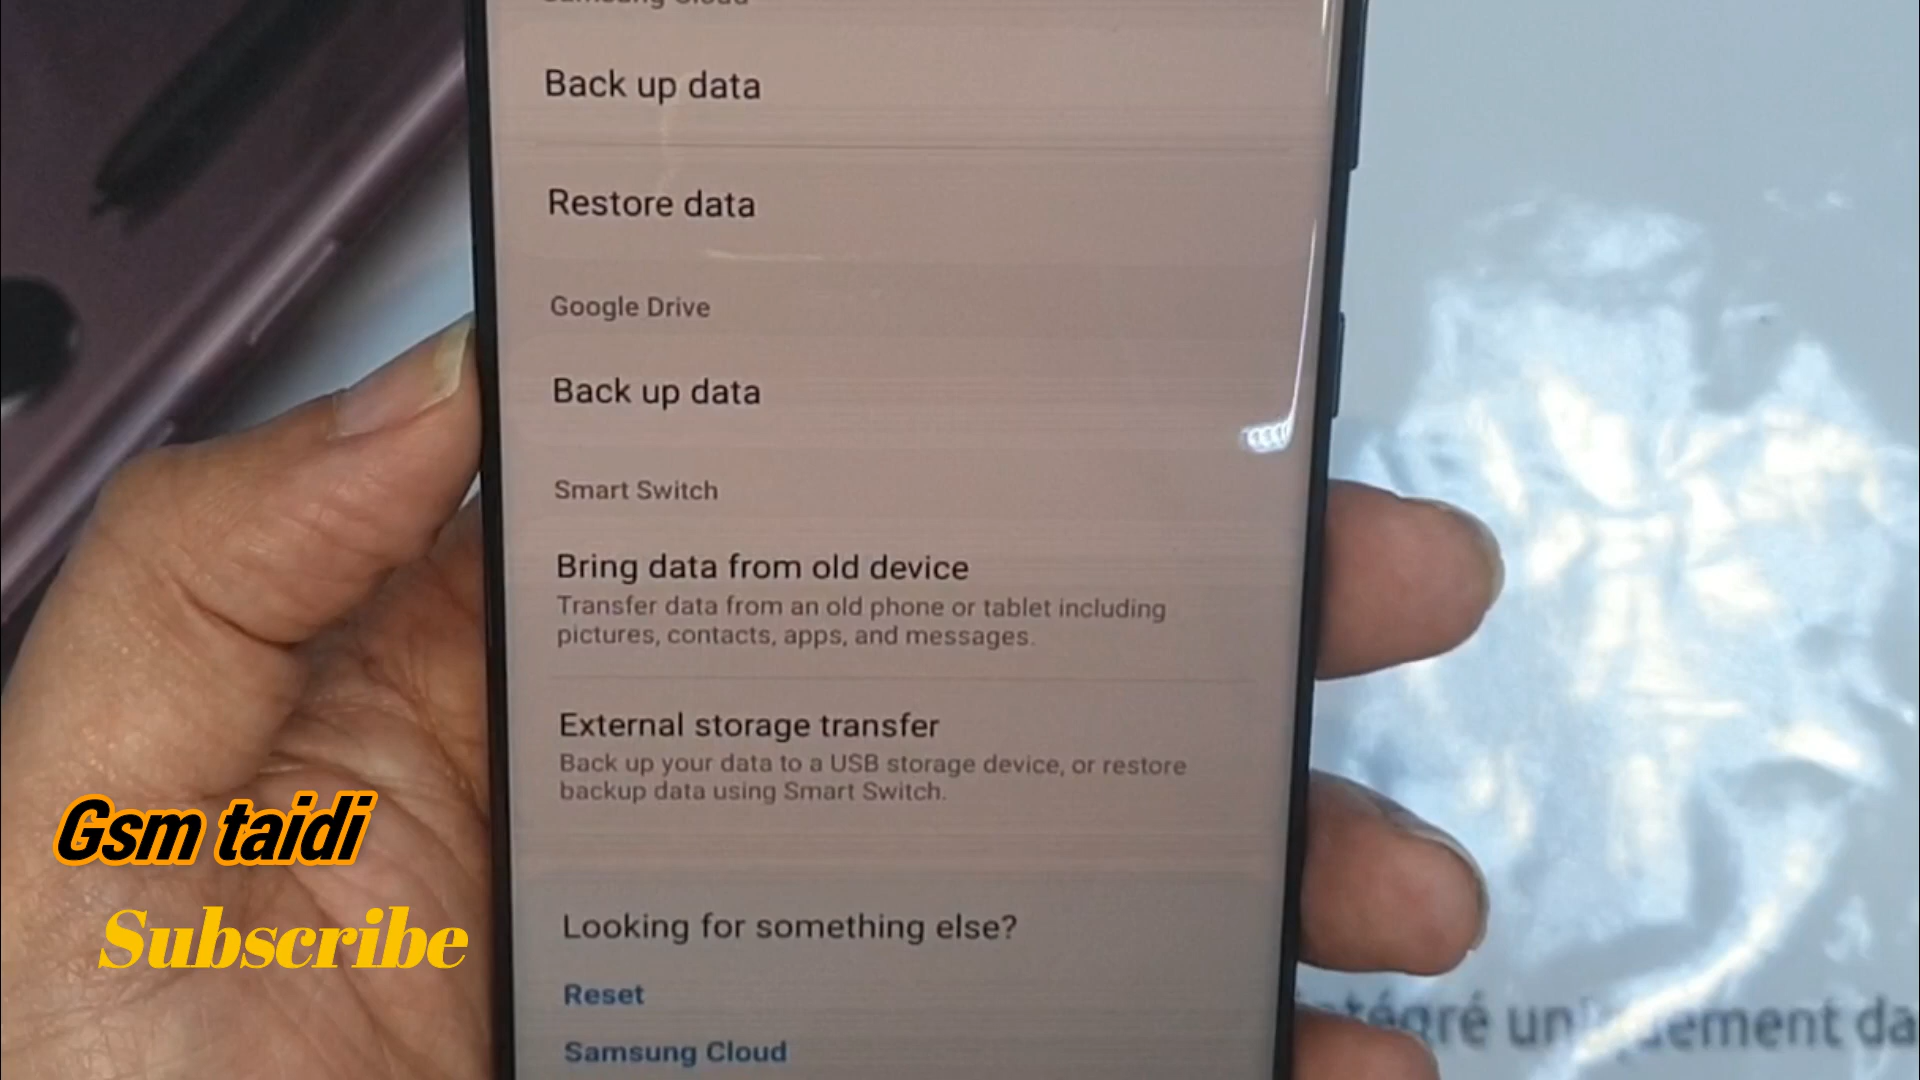 Samsung Cloud
Back up data
Restore data
Google Drive
Back up data
Smart Switch
Bring data from old device
Transfer data from an old phone or tablet including
pictures, contacts, apps, and messages.
External storage transfer
Back up your data to a USB storage device, or restore
backup data using Smart Switch.
Looking for something else?
Reset
Samsung Cloud
Gsm taidi
Subscribe